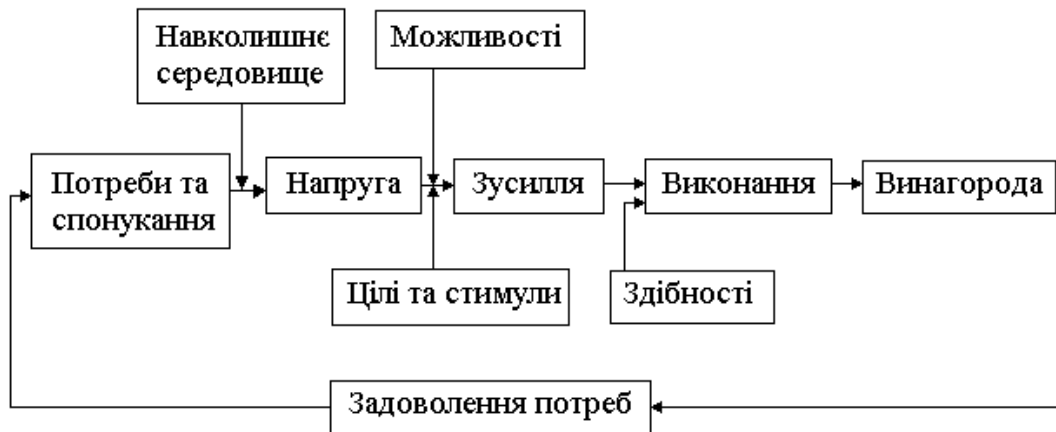 Навколишнє
середовище
Можливості
Потреби та
спонукання
Напруга
Зусилля
Виконання
Винагорода
Цілі та стимули
Здібності
Задоволення потреб